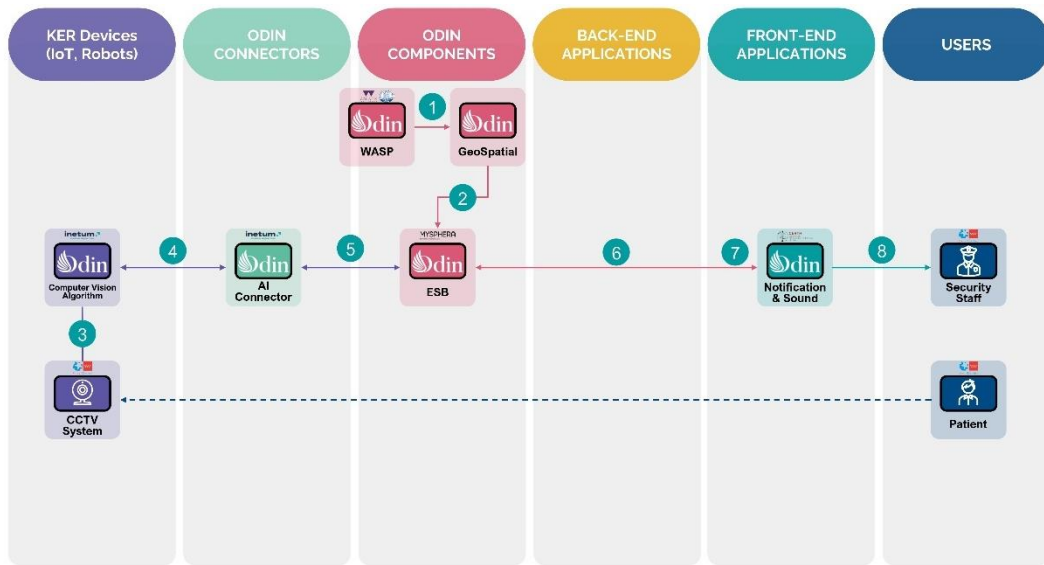 KER Devices
(IoT, Robots)
ODIN
CONNECTORS
ODIN
COMPONENTS
BACK-END
APPLICATIONS
FRONT-END
APPLICATIONS
USERS
1
Odin
WASP
Odin
GeoSpatial
2
inetum
Odin
Computer Vision
Algorithm
4
inetum
Odin
AI
Connector
5
MYSPHERA
Odin
ESB
6
7
Odin
Notification
& Sound
8
Security
Staff
3
CCTV
System
Patient